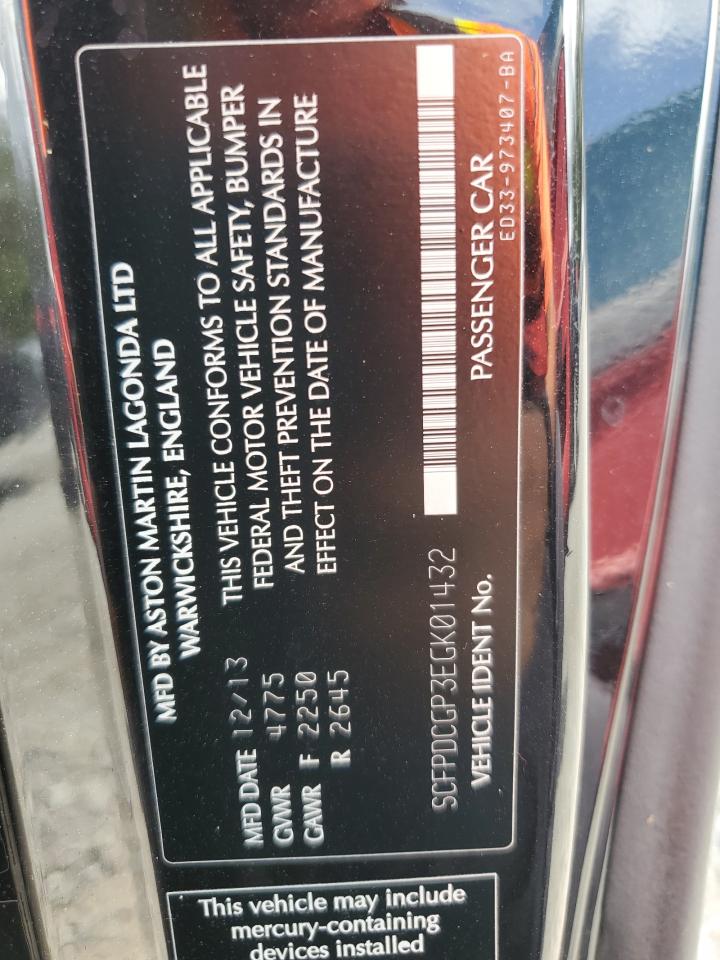 MFD BY ASTON MARTIN LAGONDA LTD
WARWICKSHIRE, ENGLAND
MFD DATE 12/13
GVWR 4775
GAWR F 2250
R 2645
THIS VEHICLE CONFORMS TO ALL APPLICABLE
FEDERAL MOTOR VEHICLE SAFETY, BUMPER
AND THEFT PREVENTION STANDARDS IN
EFFECT ON THE DATE OF MANUFACTURE
SCFPDCGP3EGK01432
VEHICLE IDENT No.
PASSENGER CAR
ED33-973407-BA
This vehicle may include
mercury-containing
devices installed